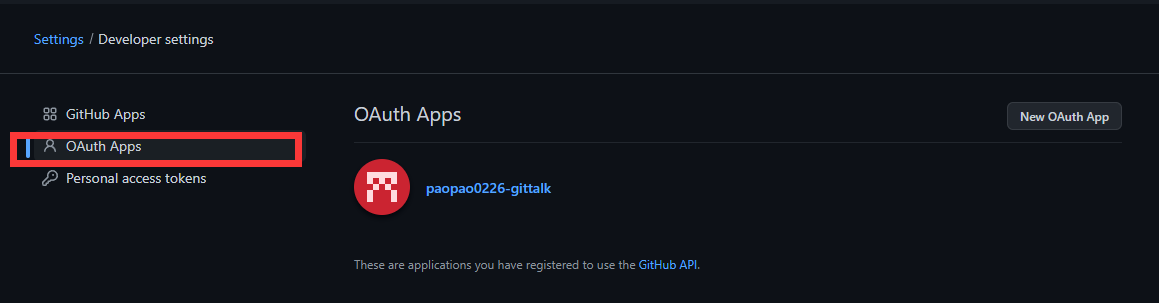 Settings / Developer settings
GitHub Apps
OAuth Apps
Personal access tokens
OAuth Apps
New OAuth App
paopao0226-gittalk
These are applications you have registered to use the GitHub API.